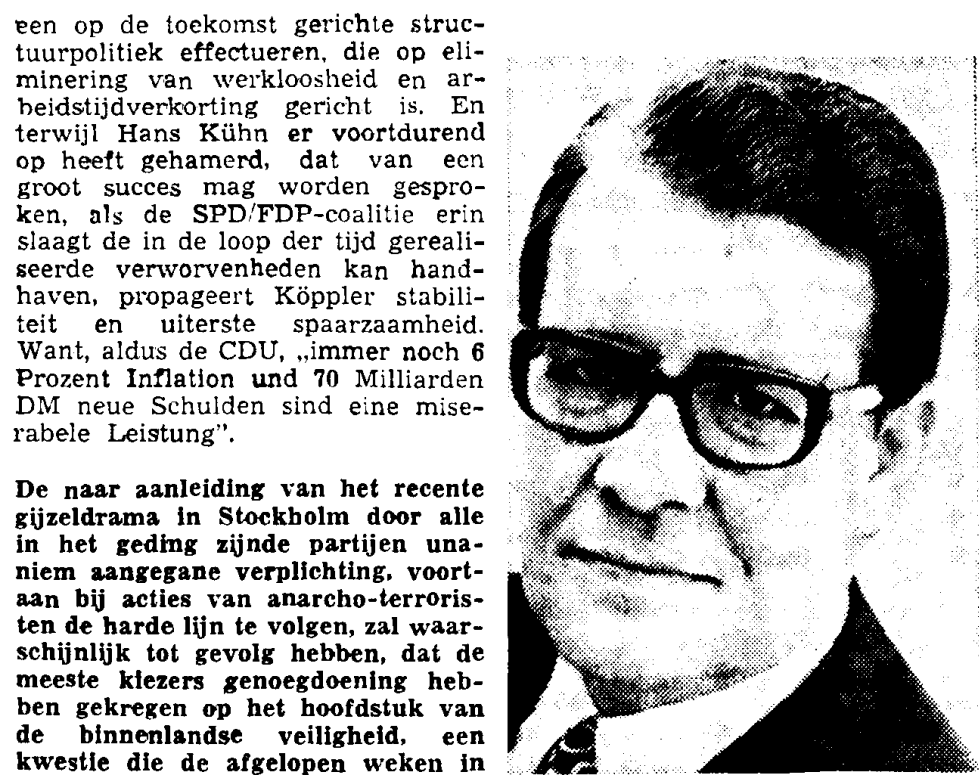 een op de toekomst gerichte struc-
tuurpolitiek effectueren, die op eli-
minering van werkloosheid en ar-
beidstijdverkorting gericht is. En
terwijl Hans Kühn er voortdurend
op heeft gehamerd, dat van een
groot succes mag worden gespro-
ken, als de SPD/FDP-coalitie erin
slaagt de in de loop der tijd gereali-
seerde verworvenheden kan hand-
haven, propageert Köppler stabili-
teit en uiterste spaarzaamheid.
Want, aldus de CDU, „immer noch 6
Prozent Inflation und 70 Milliarden
DM neue Schulden sind eine mise-
rabele Leistung”.
De naar aanleiding van het recente
gijzeldrama in Stockholm door alle
in het geding zijnde partijen una-
niem aangegane verplichting, voort-
aan bij acties van anarcho-terroris-
ten de harde lijn te volgen, zal waar-
schijnlijk tot gevolg hebben, dat de
meeste kiezers genoegdoening heb-
ben gekregen op het hoofdstuk van
de binnenlandse veiligheid, een
kwestie die de afgelopen weken in